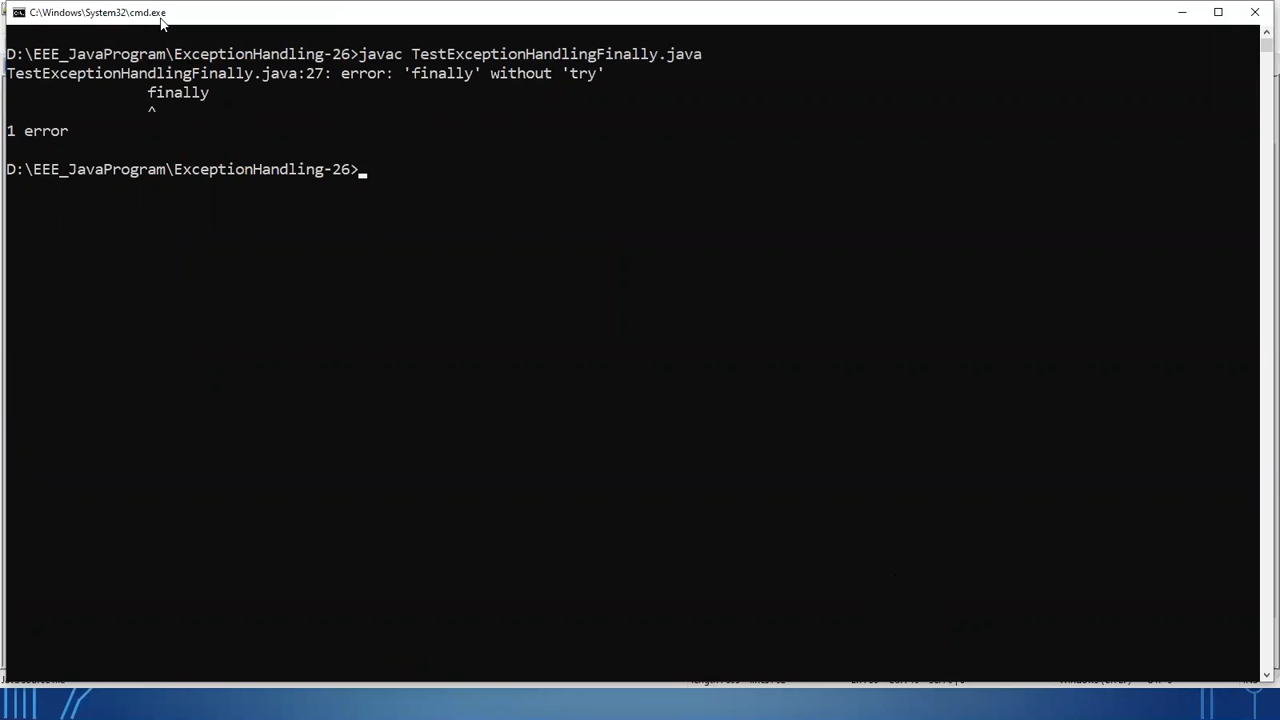 C:\Windows\System32\cmd.exe
D:\EEE_JavaProgram\ExceptionHandling-26>javac TestExceptionHandlingFinally.java
TestExceptionHandlingFinally.java:27: error: 'finally' without 'try'
finally
^
1 error
D:\EEE_JavaProgram\ExceptionHandling-26>